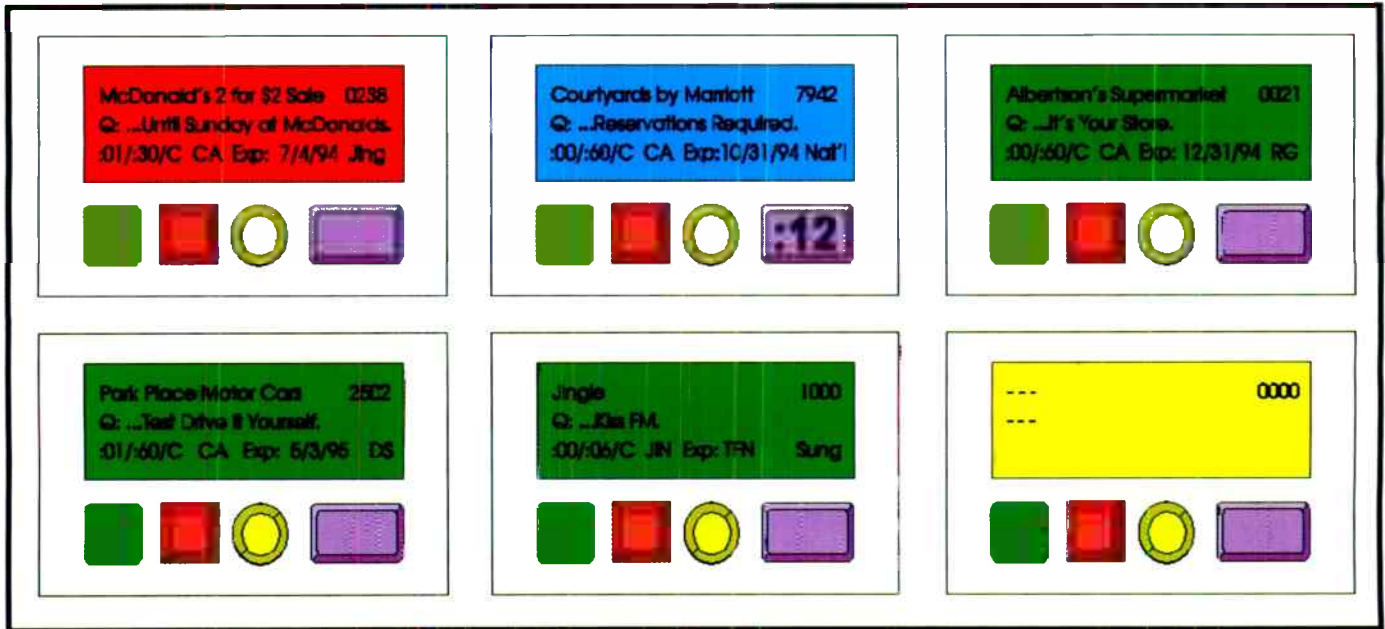 McDonald's 2 for $2 Sale 0238
Q: ...Until Sunday at McDonalds.
:01/:30/C CA Exp: 7/4/94 Jing
Courtyards by Marriott 7942
Q: ...Reservations Required.
:00/:60/C CA Exp:10/31/94 Nat'l
:12
Albertson's Supermarket 0021
Q: ...It's Your Store.
:00/:60/C CA Exp: 12/31/94 RG
Park Place Motor Cars 2502
Q: ...Test Drive It Yourself.
:01/:60/C CA Exp: 5/3/95 DS
Jingle 1000
Q: ...Kiss FM.
:00/:06/C JIN Exp: TFN Sung
--- 0000
---